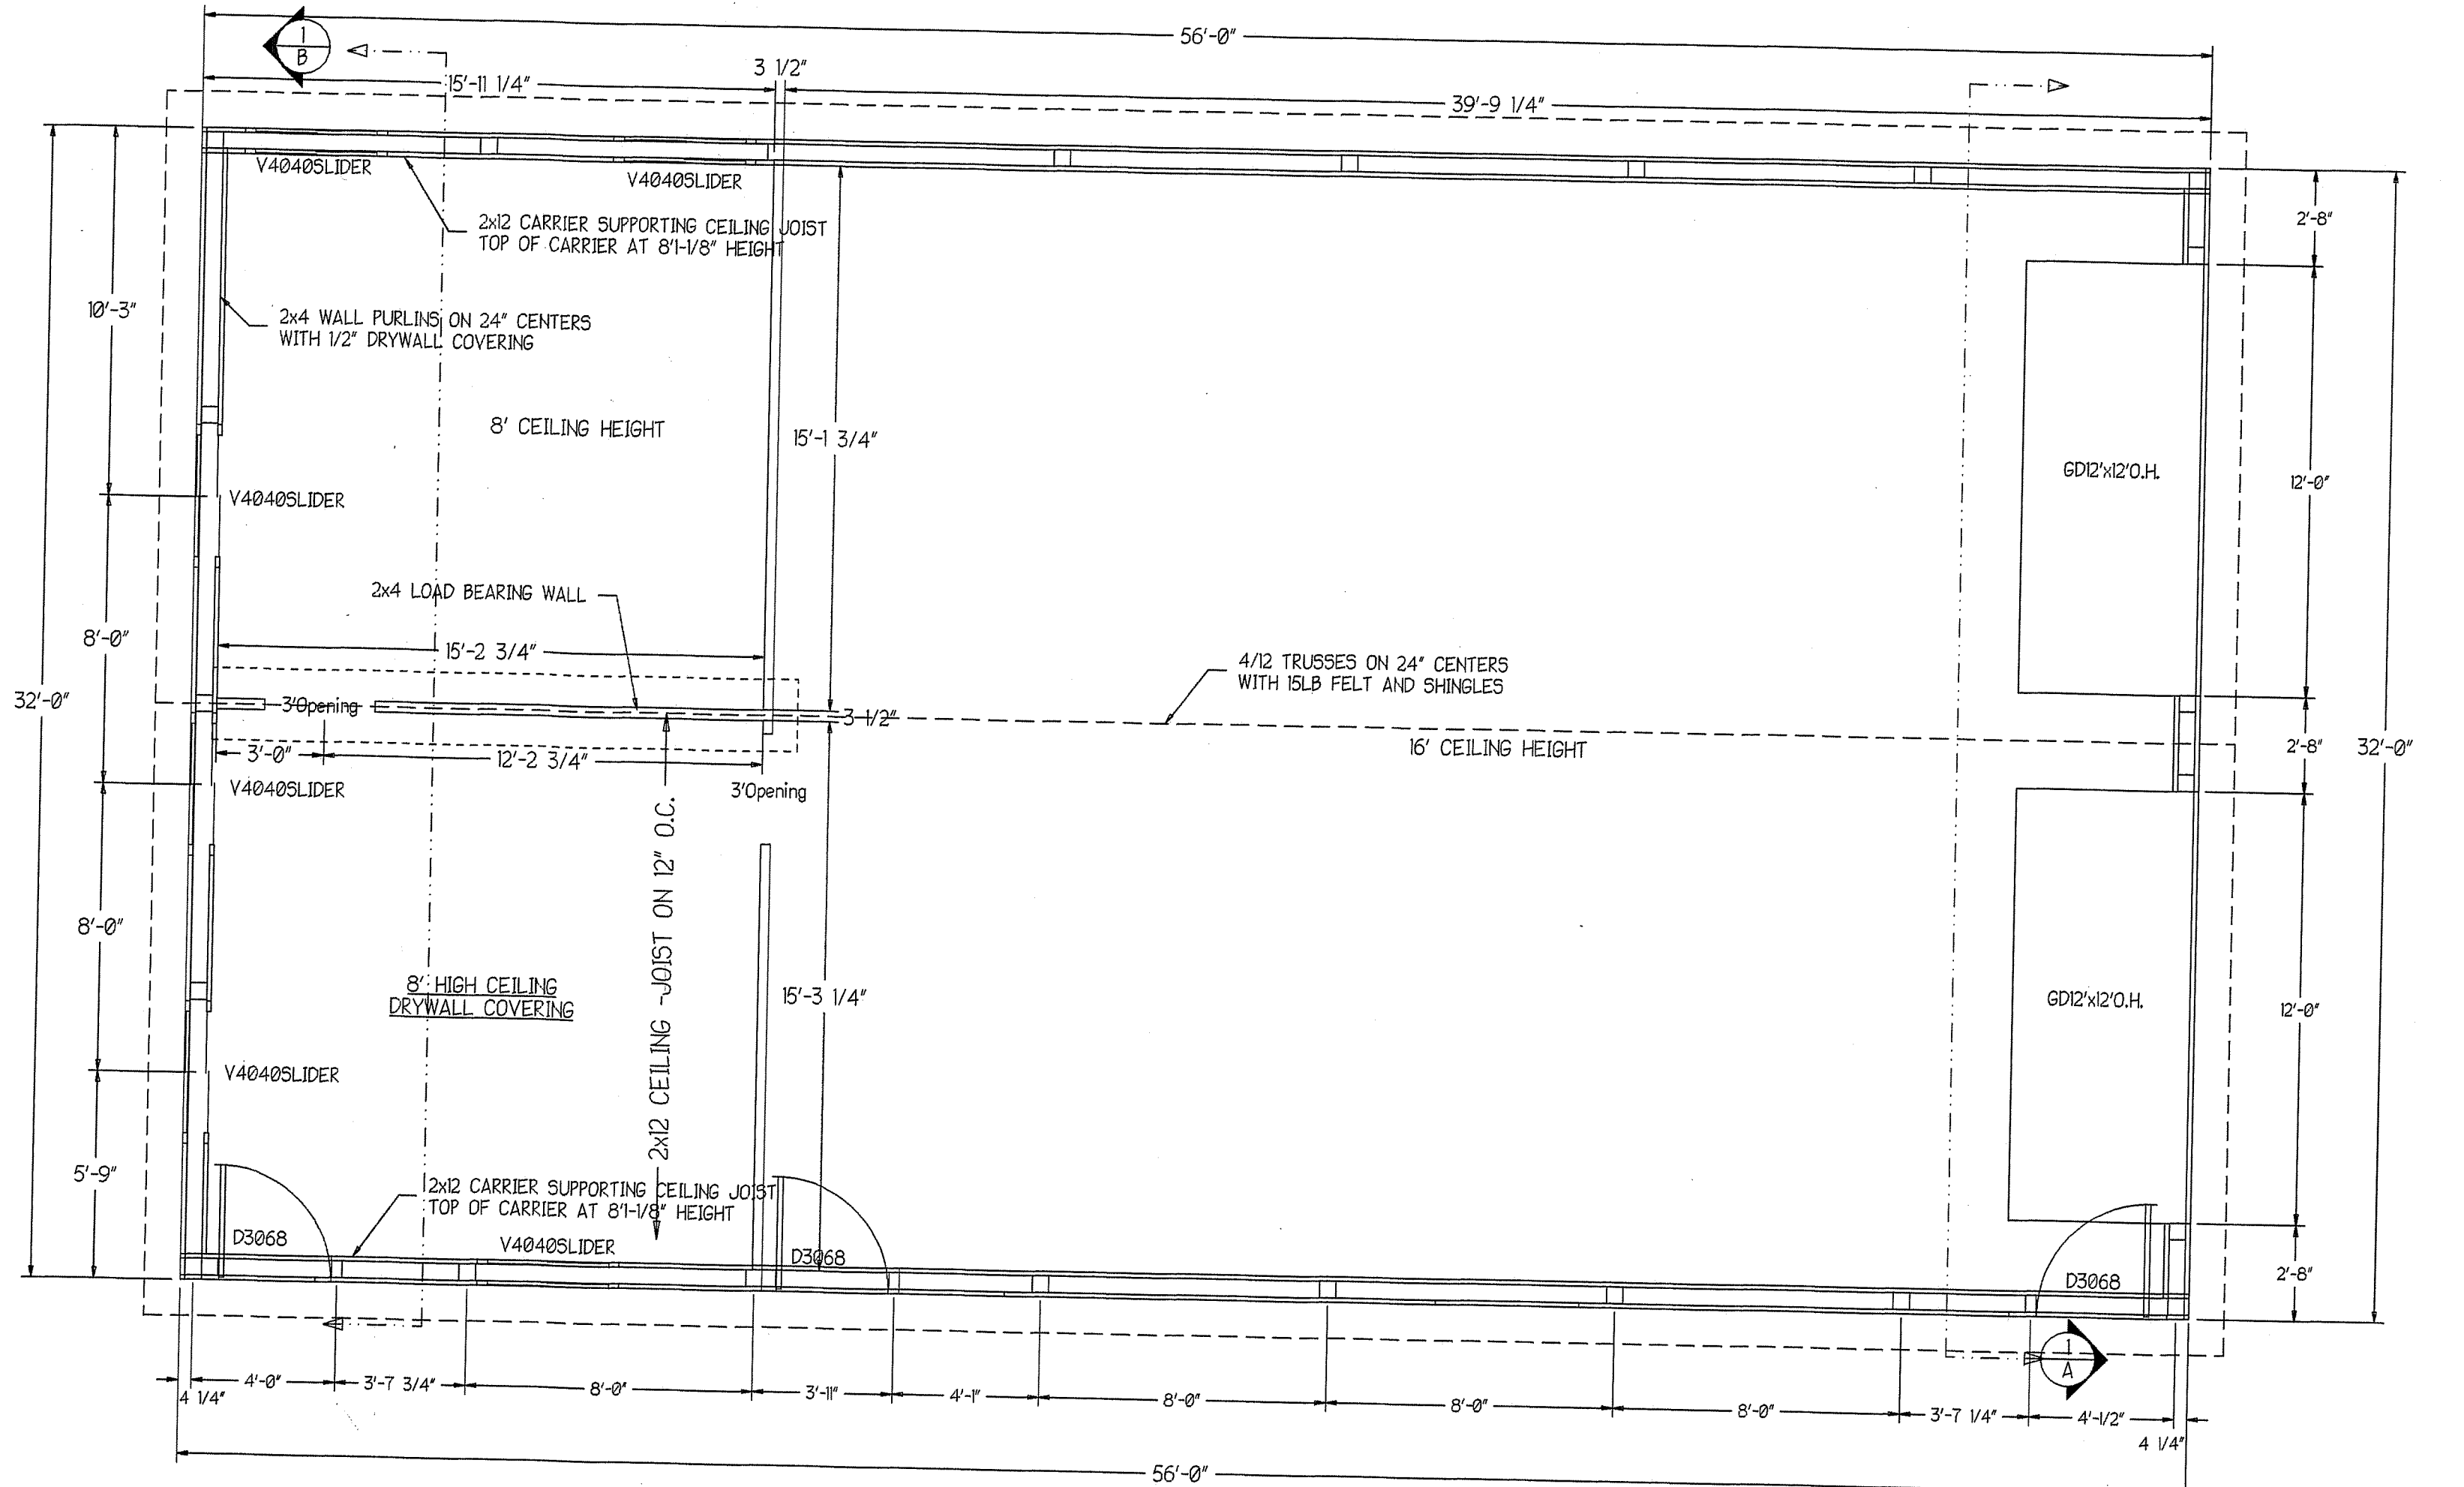 56'-0"
1
B
3 1/2"
15'-11 1/4"
39'-9 1/4"
V4040SLIDER
V4040SLIDER
2x12 CARRIER SUPPORTING CEILING JOIST
TOP OF CARRIER AT 8'1-1/8" HEIGHT
2'-8"
10'-3"
2x4 WALL PURLINS ON 24" CENTERS
WITH 1/2" DRYWALL COVERING
8' CEILING HEIGHT
15'-1 3/4"
GD12'x12'O.H.
12'-0"
V4040SLIDER
2x4 LOAD BEARING WALL
8'-0"
15'-2 3/4"
4/12 TRUSSES ON 24" CENTERS
WITH 15LB FELT AND SHINGLES
32'-0"
3'Opening
3 1/2"
16' CEILING HEIGHT
2'-8"
32'-0"
3'-0"
12'-2 3/4"
V4040SLIDER
3'Opening
2x12 CEILING -JOIST ON 12" O.C.
8'-0"
8' HIGH CEILING
DRYWALL COVERING
15'-3 1/4"
GD12'x12'O.H.
12'-0"
V4040SLIDER
5'-9"
2x12 CARRIER SUPPORTING CEILING JOIST
TOP OF CARRIER AT 8'1-1/8" HEIGHT
D3068
V4040SLIDER
D3068
D3068
2'-8"
1
A
4 1/4"
4'-0"
3'-7 3/4"
8'-0"
3'-11"
4'-1"
8'-0"
8'-0"
8'-0"
3'-7 1/4"
4'-1/2"
4 1/4"
56'-0"